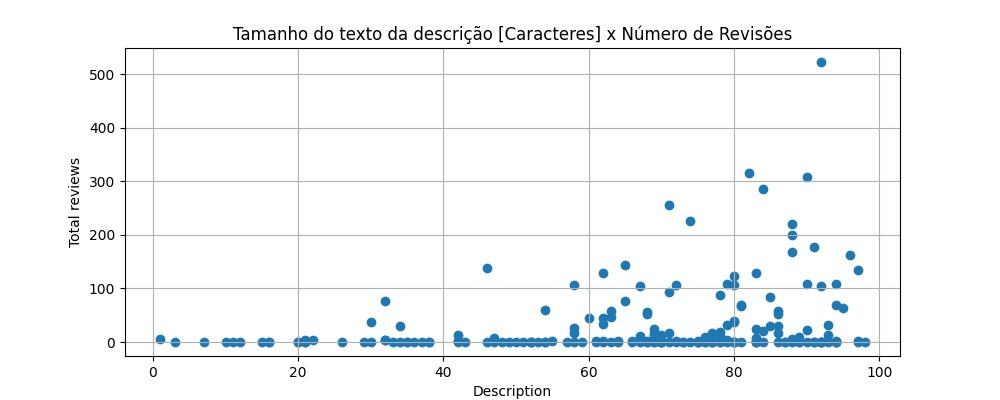 Tamanho do texto da descrição [Caracteres] x Número de Revisões
500
400
300
200
100
0
Total reviews
0 20 40 60 80 100
Description